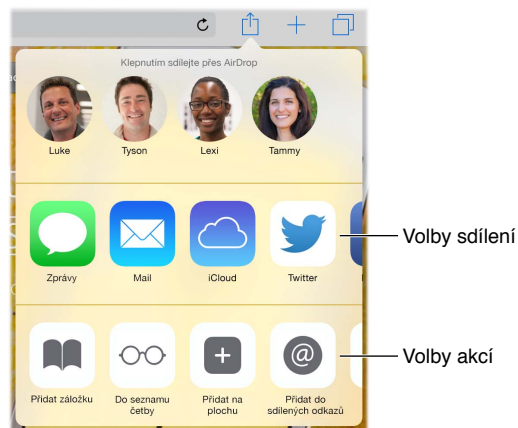 Klepnutím sdílejte přes AirDrop
Luke
Tyson
Lexi
Tammy
Zprávy
Mail
iCloud
Twitter
Volby sdílení
Přidat záložku
Do seznamu
četby
Přidat na
plochu
Přidat do
sdílených odkazů
Volby akcí